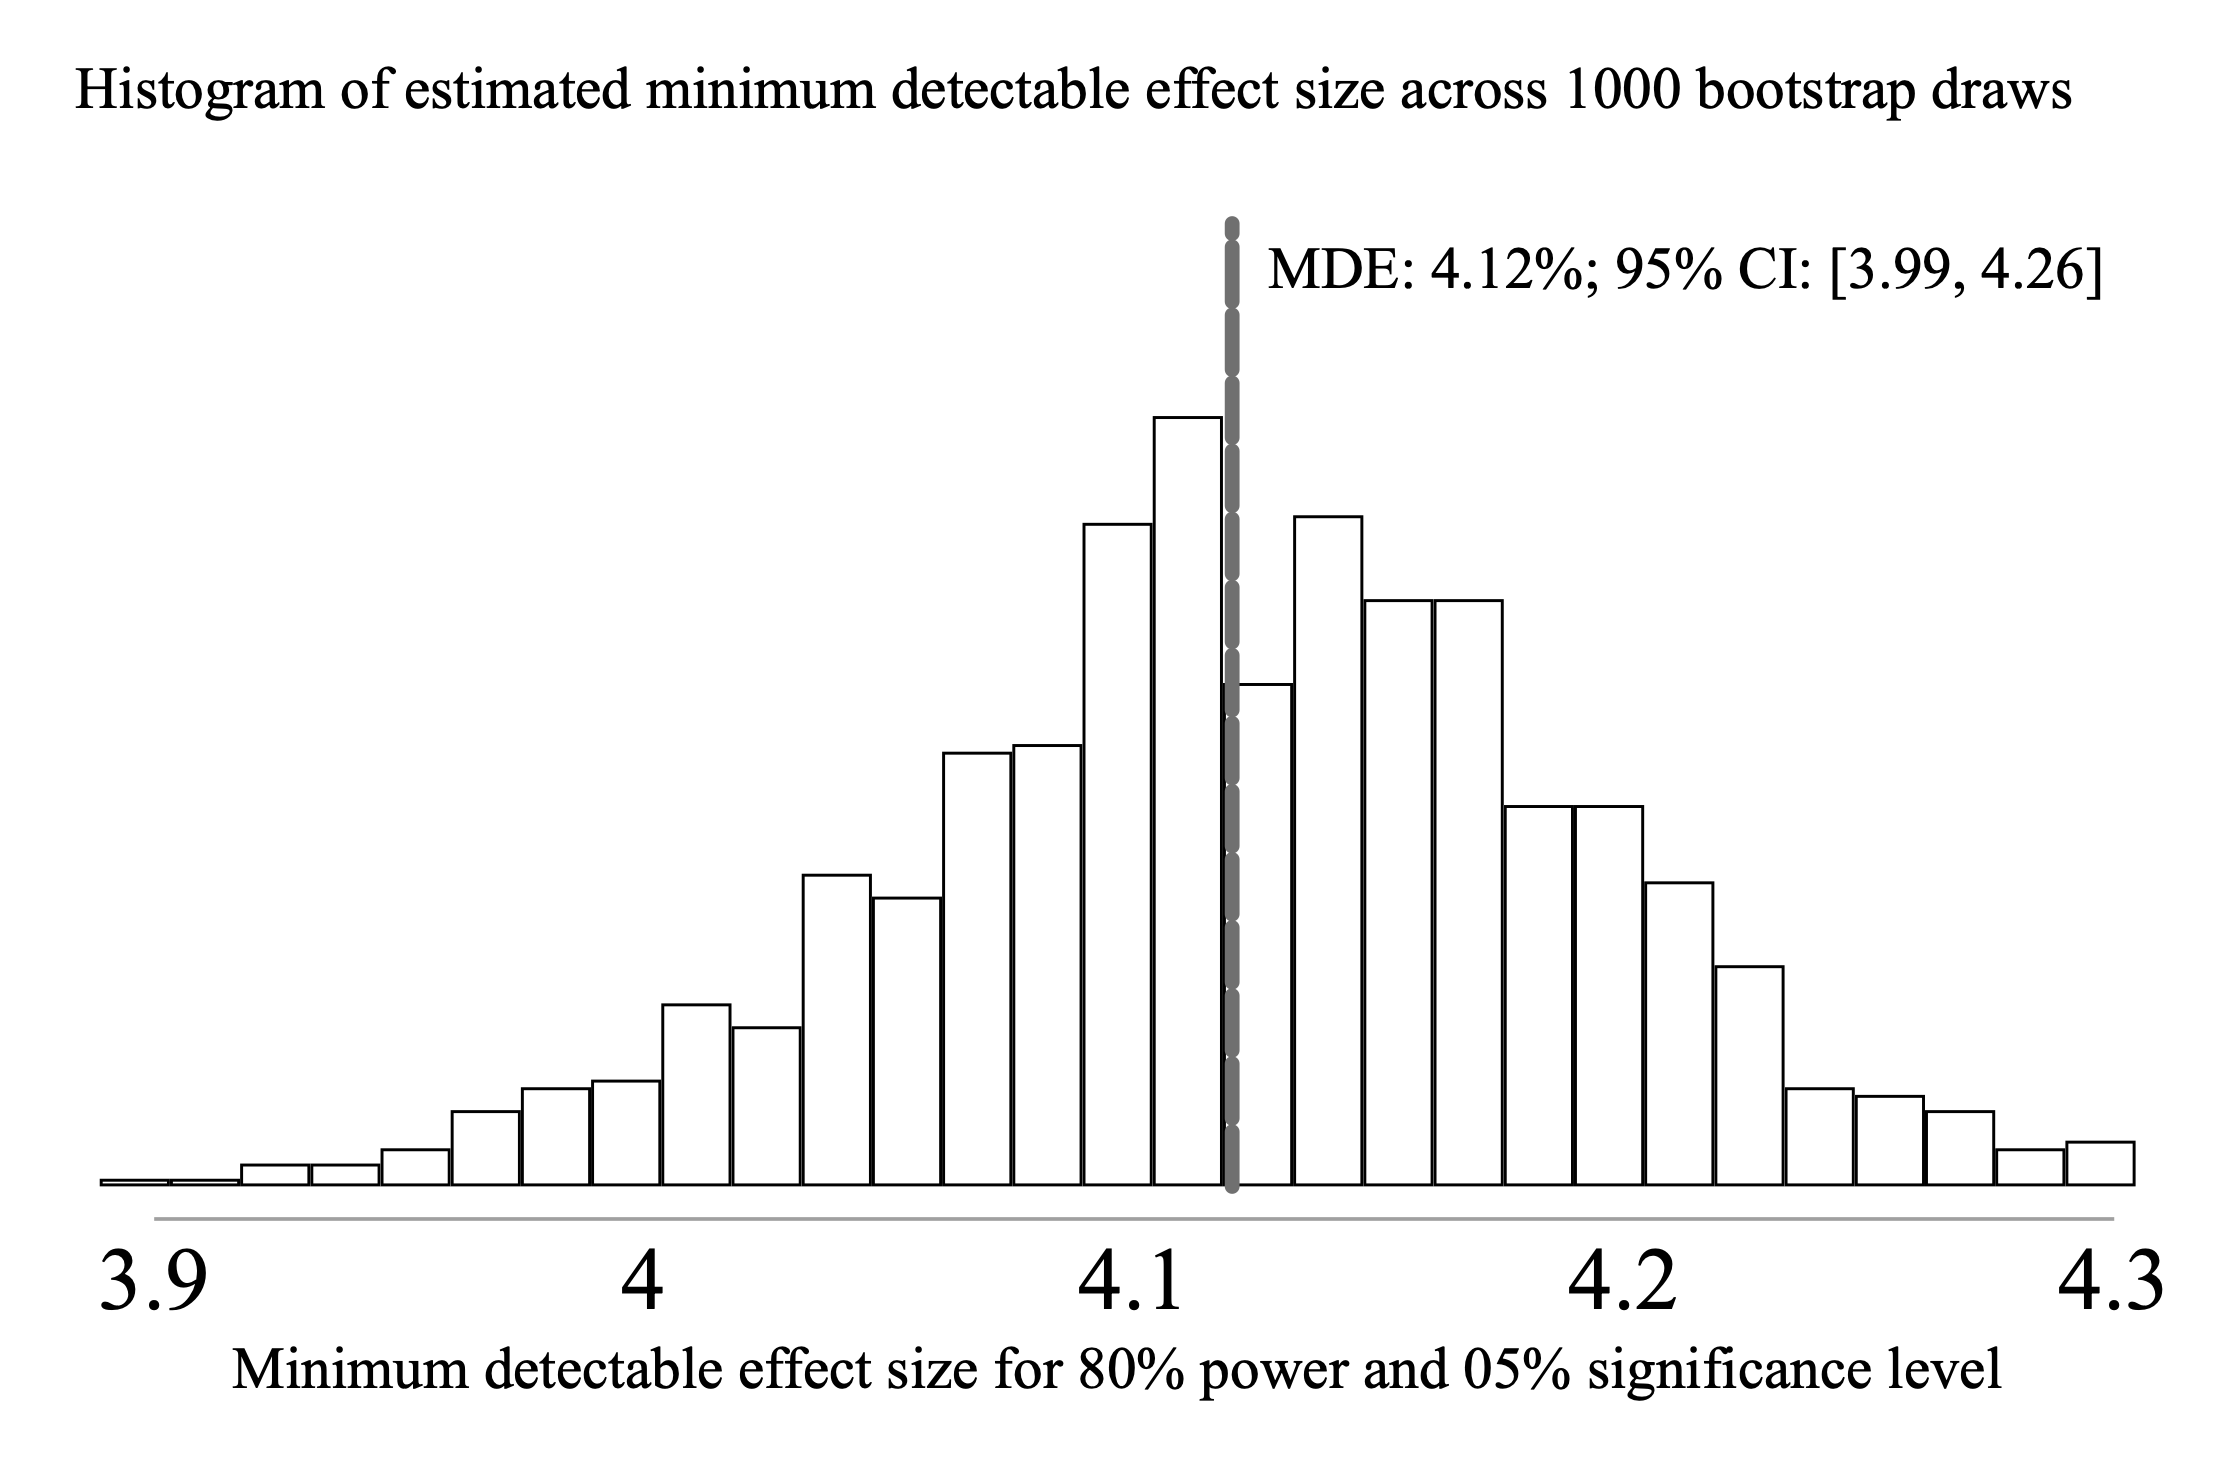 Histogram of estimated minimum detectable effect size across 1000 bootstrap draws
MDE: 4.12%; 95% CI: [3.99, 4.26]
3.9 4 4.1 4.2 4.3
Minimum detectable effect size for 80% power and 05% significance level